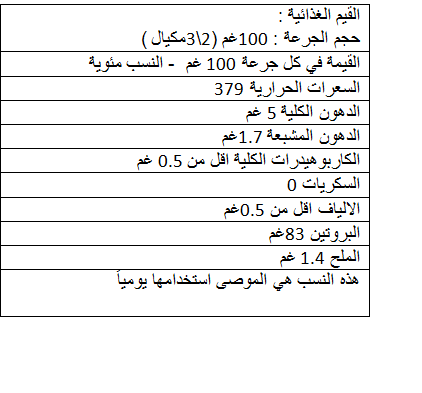 القيم الغذائية :
حجم الجرعة : 100غم (2\3مكيال )
القيمة في كل جرعة 100 غم - النسب مئوية
السعرات الحرارية 379
الدهون الكلية 5 غم
الدهون المشبعة 1.7غم
الكاربوهيدرات الكلية اقل من 0.5 غم
السكريات 0
الالياف اقل من 0.5غم
البروتين 83غم
الملح 1.4 غم
هذه النسب هي الموصى استخدامها يومياً